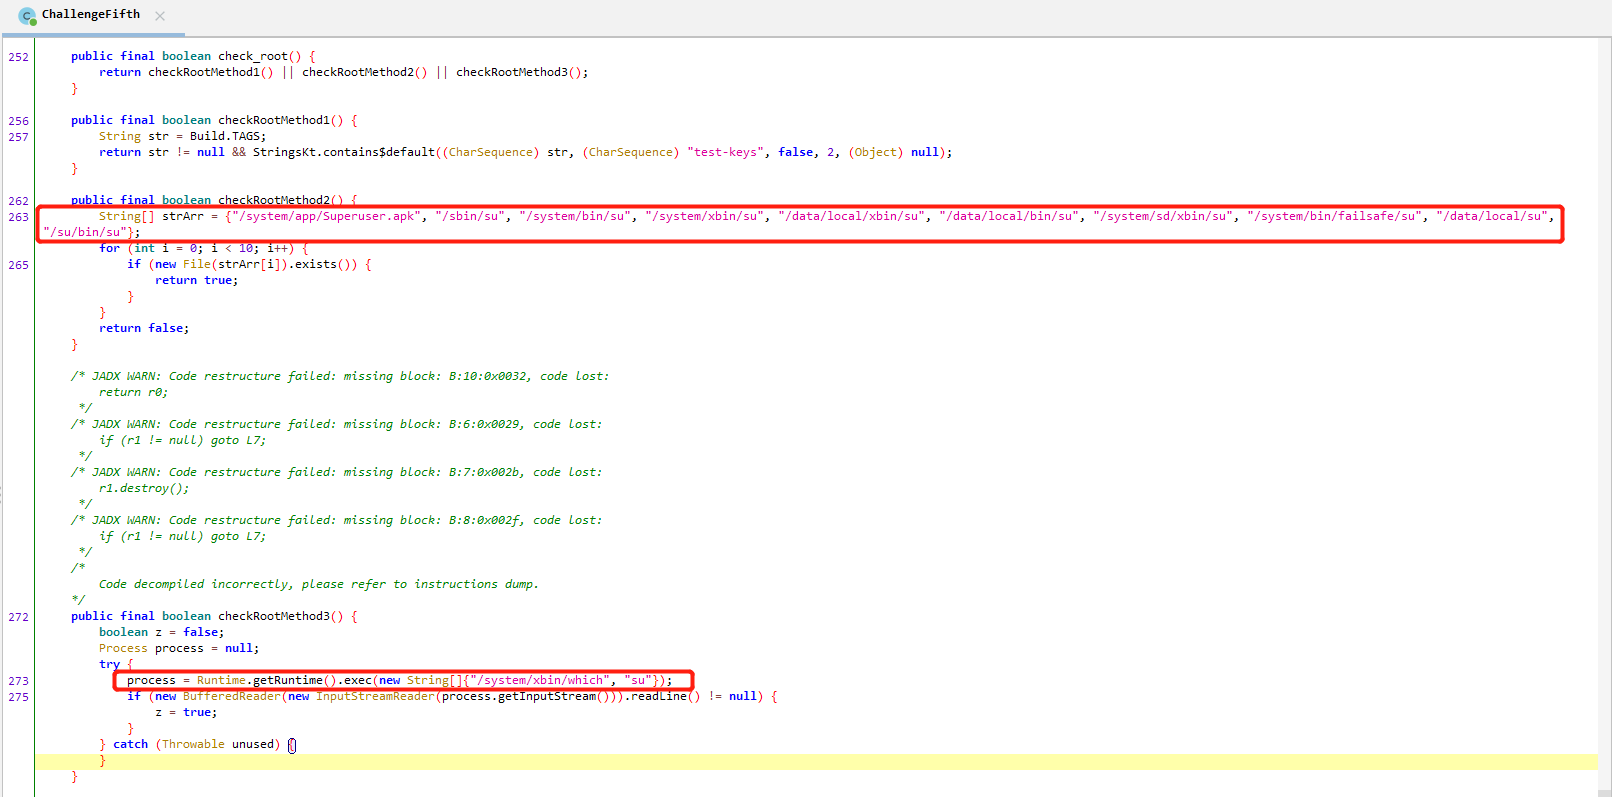 ChallengeFifth
252 public final boolean check_root() {
return checkRootMethod1() || checkRootMethod2() || checkRootMethod3();
}
256 public final boolean checkRootMethod1() {
257 String str = Build.TAGS;
return str != null && StringsKt.contains$default((CharSequence) str, (CharSequence) "test-keys", false, 2, (Object) null);
}
262 public final boolean checkRootMethod2() {
263 String[] strArr = {"/system/app/Superuser.apk", "/sbin/su", "/system/bin/su", "/system/xbin/su", "/data/local/xbin/su", "/data/local/bin/su", "/system/sd/xbin/su", "/system/bin/failsafe/su", "/data/local/su",
"/su/bin/su"};
for (int i = 0; i < 10; i++) {
265 if (new File(strArr[i]).exists()) {
return true;
}
}
return false;
}
/* JADX WARN: Code restructure failed: missing block: B:10:0x0032, code lost:
return r0;
*/
/* JADX WARN: Code restructure failed: missing block: B:6:0x0029, code lost:
if (r1 != null) goto L7;
*/
/* JADX WARN: Code restructure failed: missing block: B:7:0x002b, code lost:
r1.destroy();
*/
/* JADX WARN: Code restructure failed: missing block: B:8:0x002f, code lost:
if (r1 != null) goto L7;
*/
/*
Code decompiled incorrectly, please refer to instructions dump.
*/
272 public final boolean checkRootMethod3() {
boolean z = false;
Process process = null;
try {
273 process = Runtime.getRuntime().exec(new String[]{"/system/xbin/which", "su"});
275 if (new BufferedReader(new InputStreamReader(process.getInputStream())).readLine() != null) {
z = true;
}
} catch (Throwable unused) {
}
}